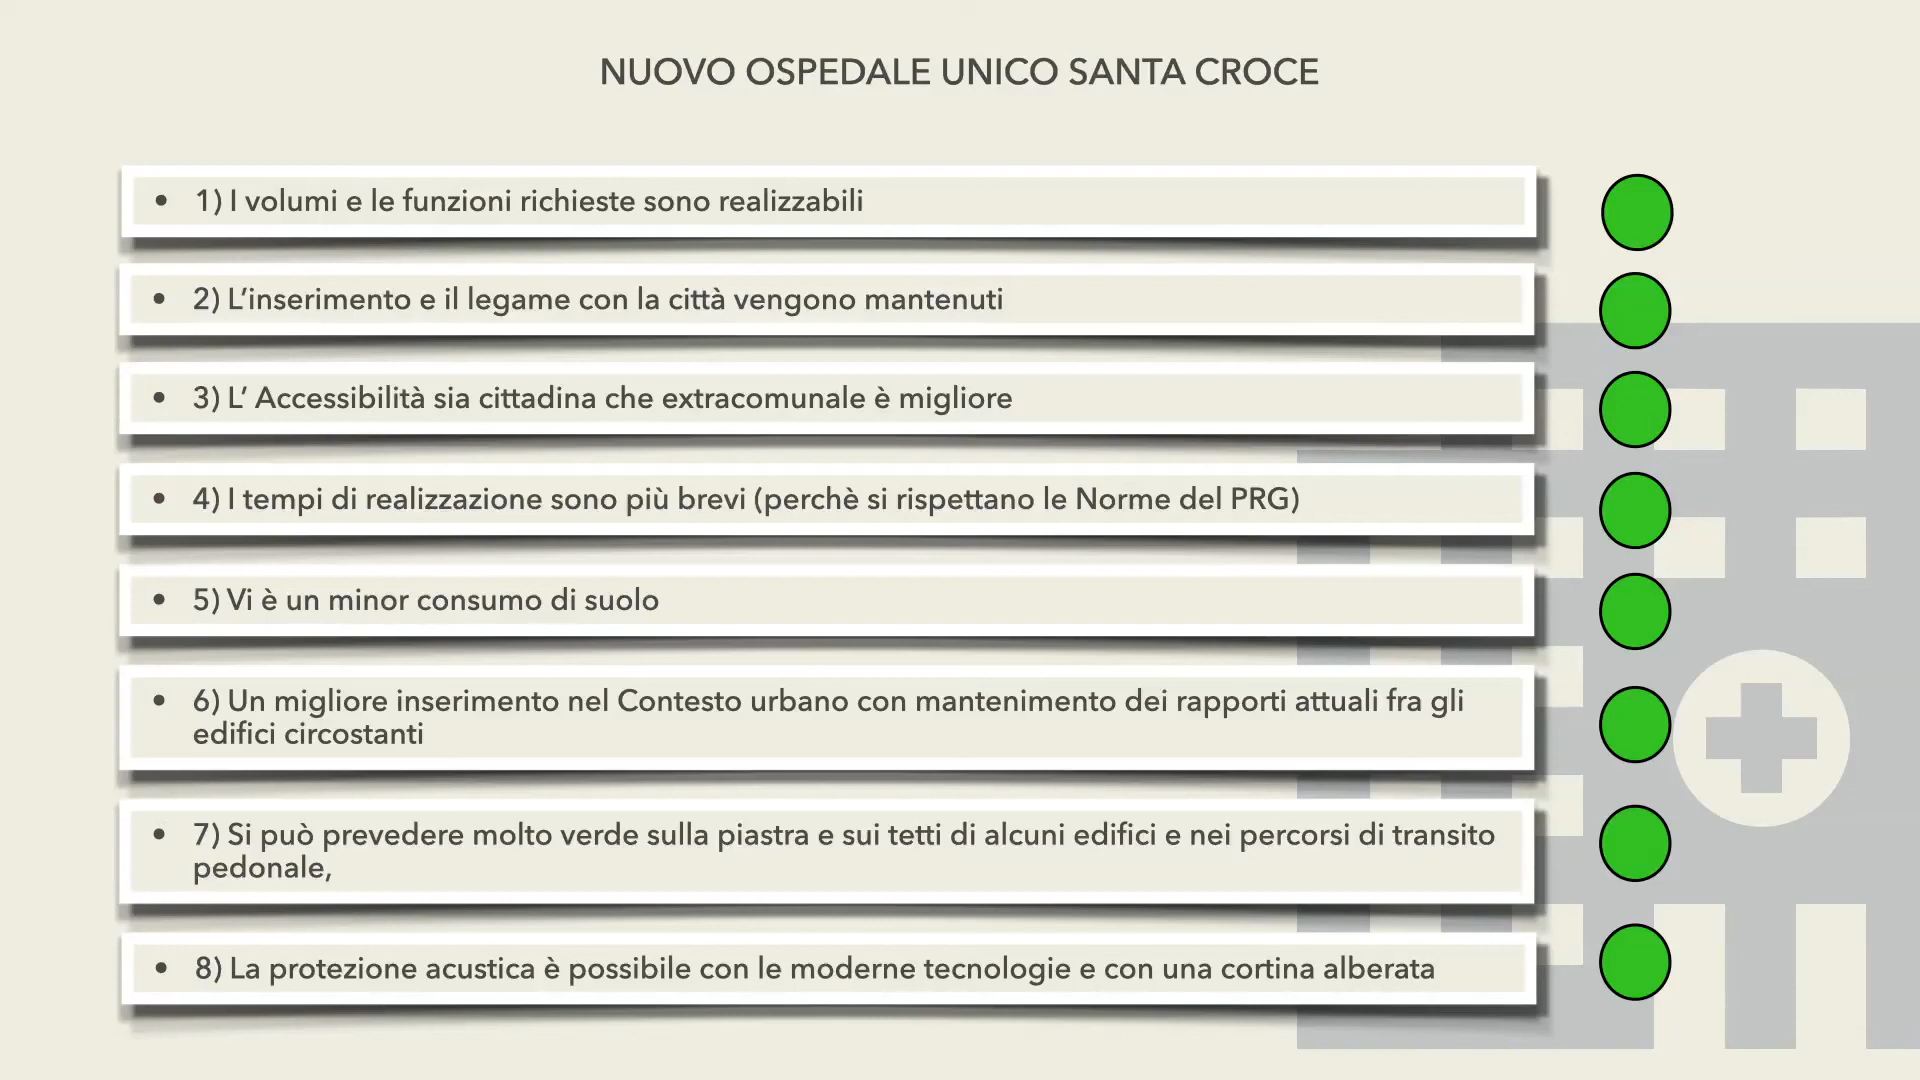 NUOVO OSPEDALE UNICO SANTA CROCE
• 1) I volumi e le funzioni richieste sono realizzabili
• 2) L’inserimento e il legame con la città vengono mantenuti
• 3) L’ Accessibilità sia cittadina che extracomunale è migliore
• 4) I tempi di realizzazione sono più brevi (perchè si rispettano le Norme del PRG)
• 5) Vi è un minor consumo di suolo
• 6) Un migliore inserimento nel Contesto urbano con mantenimento dei rapporti attuali fra gli
edifici circostanti
• 7) Si può prevedere molto verde sulla piastra e sui tetti di alcuni edifici e nei percorsi di transito
pedonale,
• 8) La protezione acustica è possibile con le moderne tecnologie e con una cortina alberata